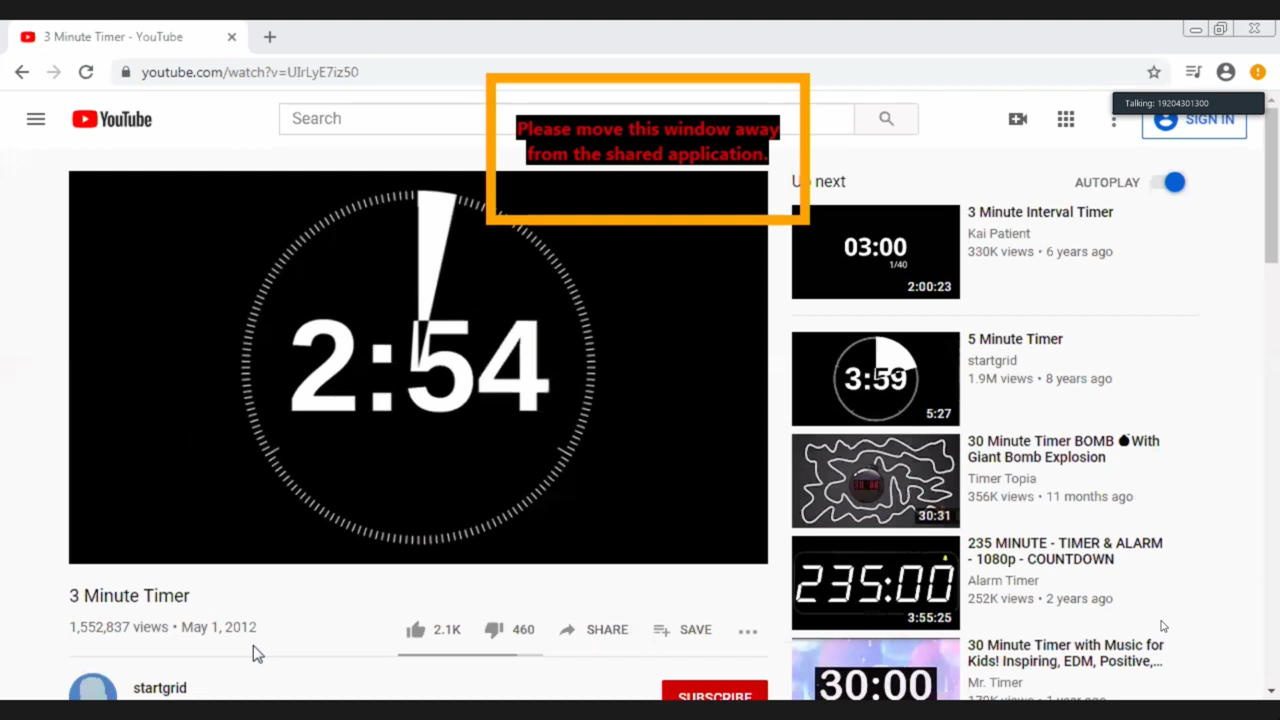 3 Minute Timer - YouTube
youtube.com/watch?v=UIrLyE7iz50
Talking: 19204301300
YouTube
Search
SIGN IN
Please move this window away
from the shared application.
2:54
Up next
AUTOPLAY
03:00
1/40
2:00:23
3 Minute Interval Timer
Kai Patient
330K views • 6 years ago
3:59
5:27
5 Minute Timer
startgrid
1.9M views • 8 years ago
30:31
30 Minute Timer BOMB 💣With
Giant Bomb Explosion
Timer Topia
356K views • 11 months ago
235:00
3:55:25
235 MINUTE - TIMER & ALARM
- 1080p - COUNTDOWN
Alarm Timer
252K views • 2 years ago
30:00
30 Minute Timer with Music for
Kids! Inspiring, EDM, Positive,...
Mr. Timer
3 Minute Timer
1,552,837 views • May 1, 2012
2.1K
460
SHARE
SAVE
startgrid
SUBSCRIBE